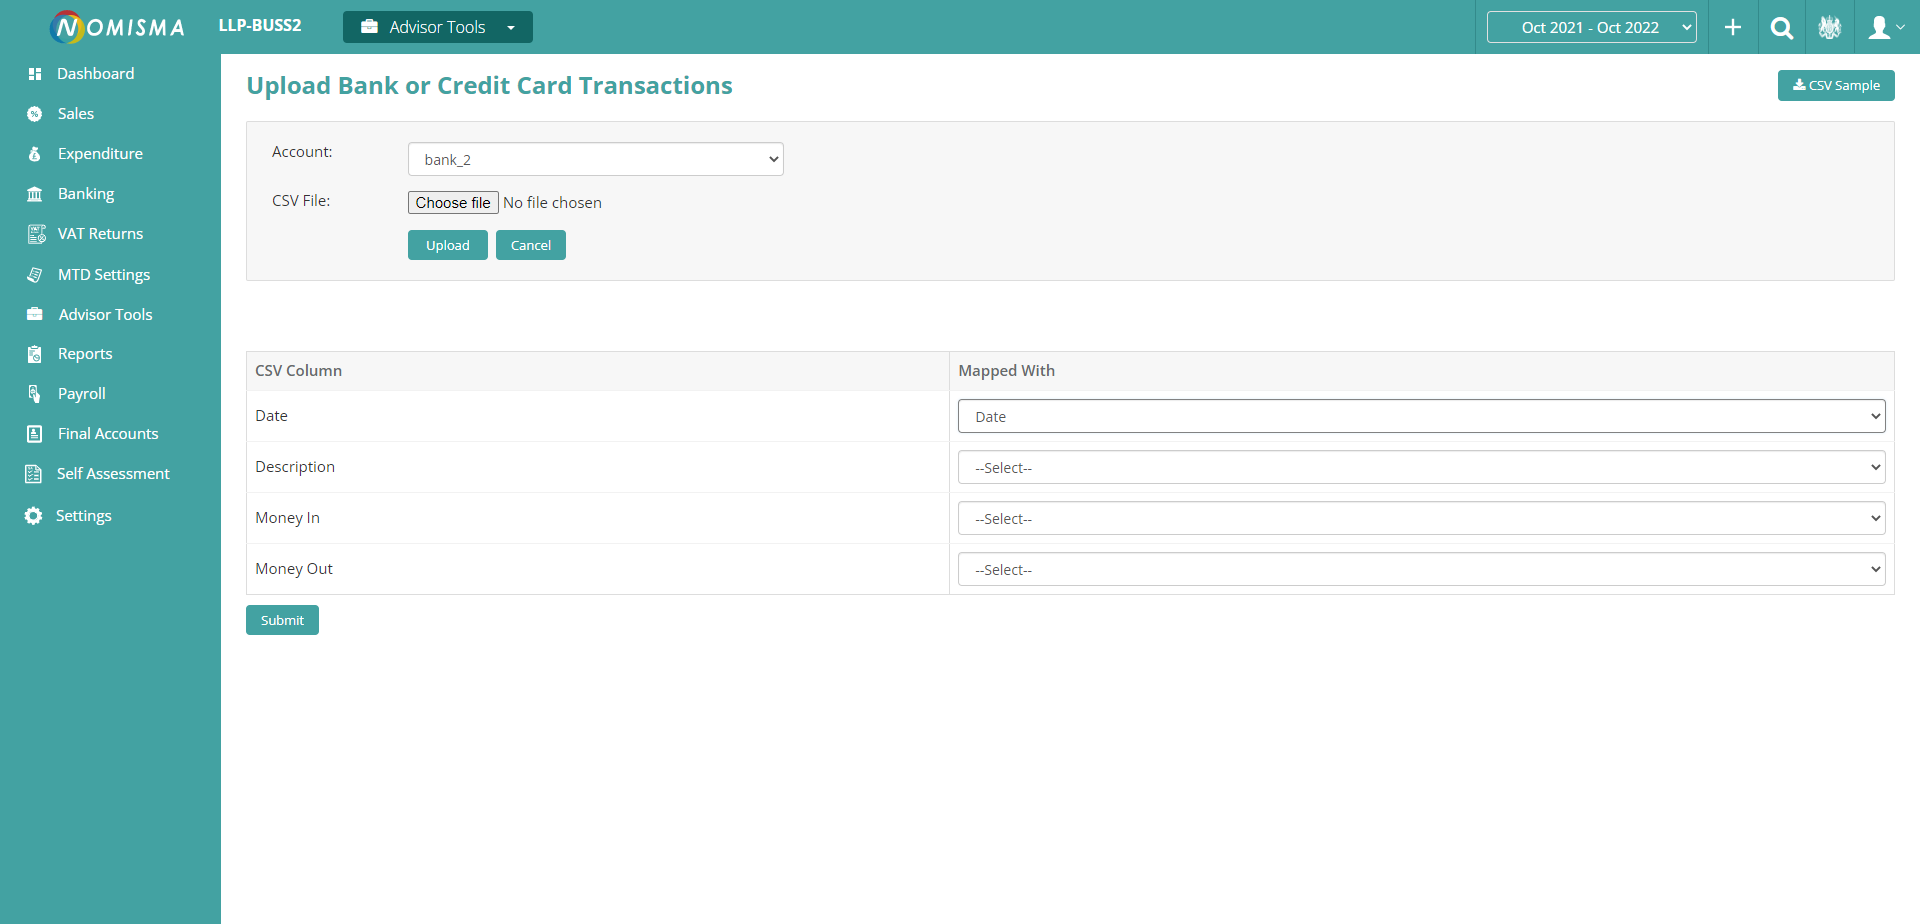 NOMISMA
LLP-BUSS2
Advisor Tools
Oct 2021 - Oct 2022
Dashboard
Sales
Expenditure
Banking
VAT Returns
MTD Settings
Advisor Tools
Reports
Payroll
Final Accounts
Self Assessment
Settings
Upload Bank or Credit Card Transactions
CSV Sample
Account:
bank_2
CSV File:
Choose file No file chosen
Upload
Cancel
CSV Column
Mapped With
Date
Date
Description
--Select--
Money In
--Select--
Money Out
--Select--
Submit